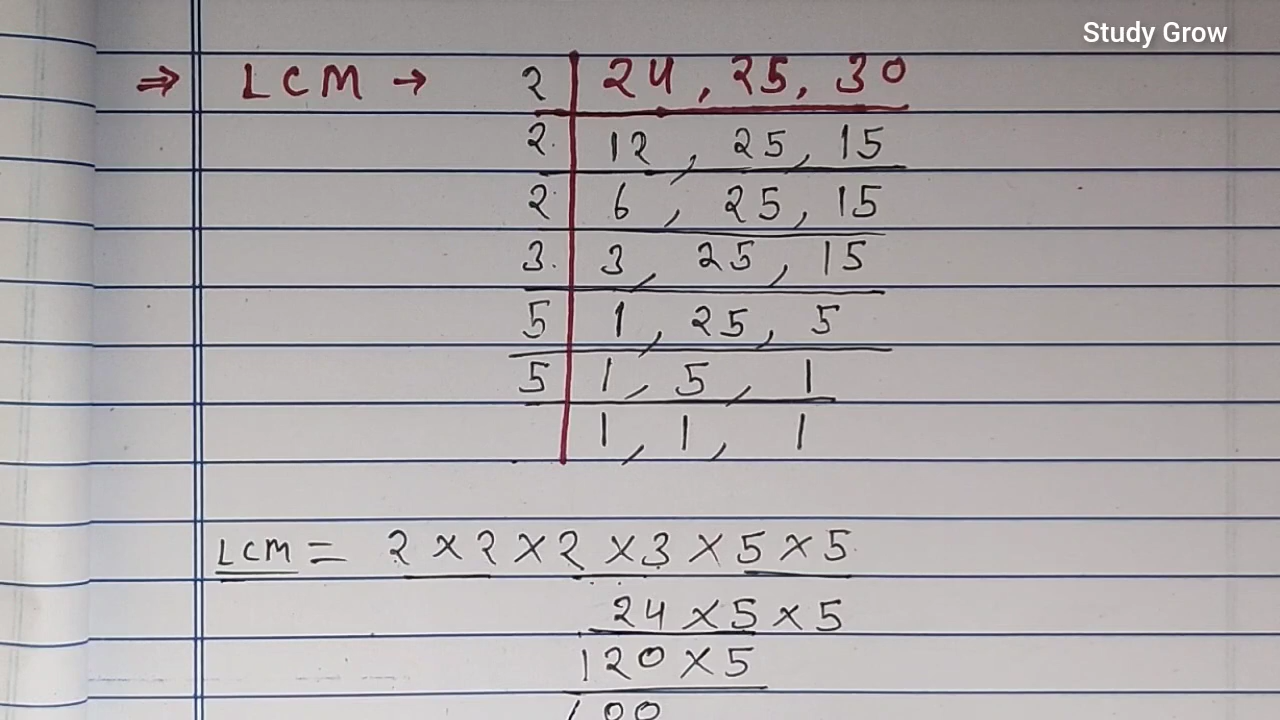 Study Grow
⇒ LCM → 2 | 24, 25, 30
2. | 12, 25, 15
2 | 6, 25, 15
3. | 3, 25, 15
5 | 1, 25, 5
5 | 1, 5, 1
1, 1, 1
LCM = 2 × 2 × 2 × 3 × 5 × 5
24 × 5 × 5
120 × 5